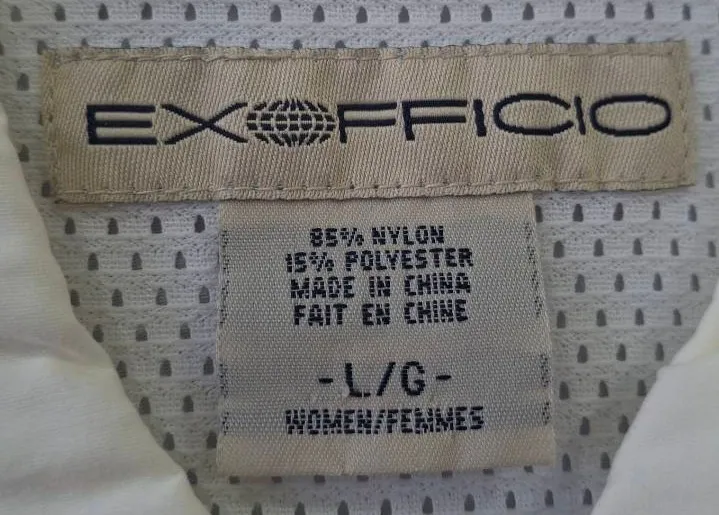 EXOFFICIO
85% NYLON
15% POLYESTER
MADE IN CHINA
FAIT EN CHINE
-L/G-
WOMEN/FEMMES